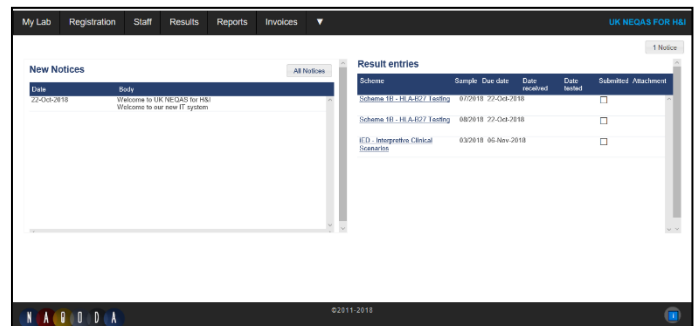 My Lab Registration Staff Results Reports Invoices ▼ UK NEQAS FOR H&I
1 Notice
New Notices All Notices
Date Body
22-Oct-2018 Welcome to UK NEQAS for H&I
Welcome to our new IT system
Result entries
Scheme Sample Due date Date received Date tested Submitted Attachment
Scheme 1B - HLA-B27 Testing 07/2018 22-Oct-2018
Scheme 1B - HLA-B27 Testing 08/2018 22-Oct-2018
IED - Interpretive Clinical Scenarios 03/2018 06-Nov-2018
©2011-2018